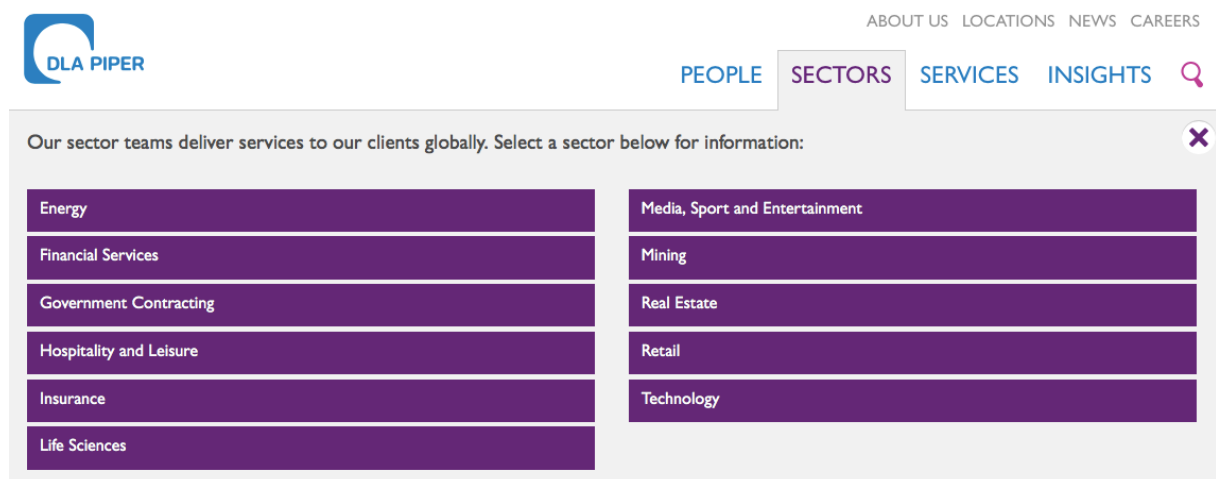 ABOUT US LOCATIONS NEWS CAREERS
DLA PIPER
PEOPLE SECTORS SERVICES INSIGHTS
Our sector teams deliver services to our clients globally. Select a sector below for information:
Energy
Financial Services
Government Contracting
Hospitality and Leisure
Insurance
Life Sciences
Media, Sport and Entertainment
Mining
Real Estate
Retail
Technology